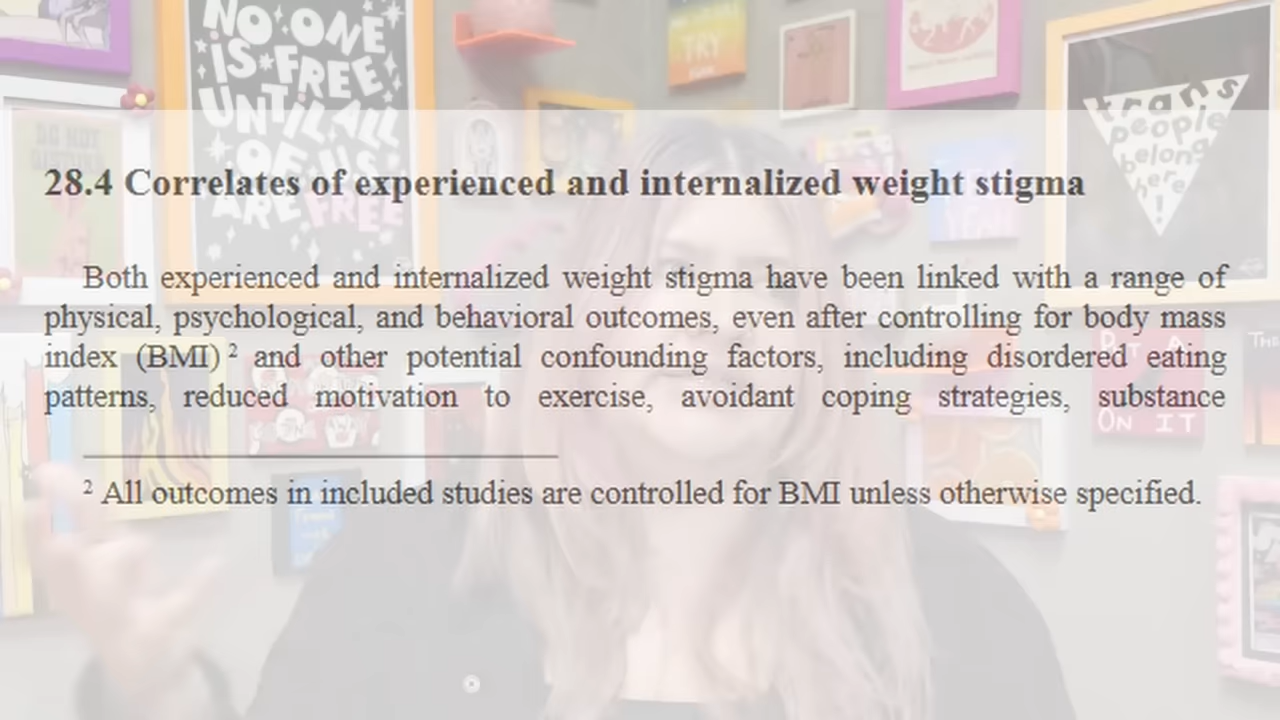 NO ONE
IS FREE
UNTIL ALL
OF US
ARE FREE
TRY
trans
people
belong
here
!
28.4 Correlates of experienced and internalized weight stigma
Both experienced and internalized weight stigma have been linked with a range of
physical, psychological, and behavioral outcomes, even after controlling for body mass
index (BMI) ² and other potential confounding factors, including disordered eating
patterns, reduced motivation to exercise, avoidant coping strategies, substance
² All outcomes in included studies are controlled for BMI unless otherwise specified.
DO NOT
PUT A
ON IT